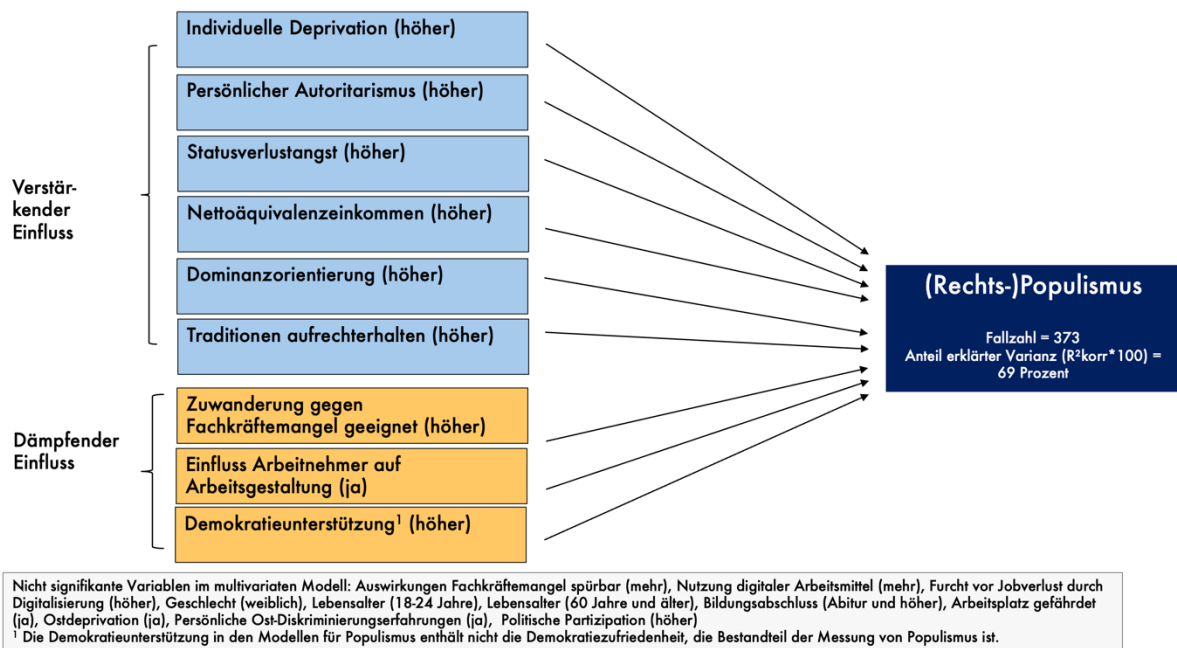 Individuelle Deprivation (höher)
Persönlicher Autoritarismus (höher)
Statusverlustangst (höher)
Verstär-
kender
Einfluss
Nettoäquivalenzeinkommen (höher)
Dominanzorientierung (höher)
Traditionen aufrechterhalten (höher)
(Rechts-)Populismus
Fallzahl = 373
Anteil erklärter Varianz (R²korr*100) =
69 Prozent
Dämpfender
Einfluss
Zuwanderung gegen
Fachkräftemangel geeignet (höher)
Einfluss Arbeitnehmer auf
Arbeitsgestaltung (ja)
Demokratieunterstützung¹ (höher)
Nicht signifikante Variablen im multivariaten Modell: Auswirkungen Fachkräftemangel spürbar (mehr), Nutzung digitaler Arbeitsmittel (mehr), Furcht vor Jobverlust durch
Digitalisierung (höher), Geschlecht (weiblich), Lebensalter (18-24 Jahre), Lebensalter (60 Jahre und älter), Bildungsabschluss (Abitur und höher), Arbeitsplatz gefährdet
(ja), Ostdeprivation (ja), Persönliche Ost-Diskriminierungserfahrungen (ja), Politische Partizipation (höher)
¹ Die Demokratieunterstützung in den Modellen für Populismus enthält nicht die Demokratiezufriedenheit, die Bestandteil der Messung von Populismus ist.